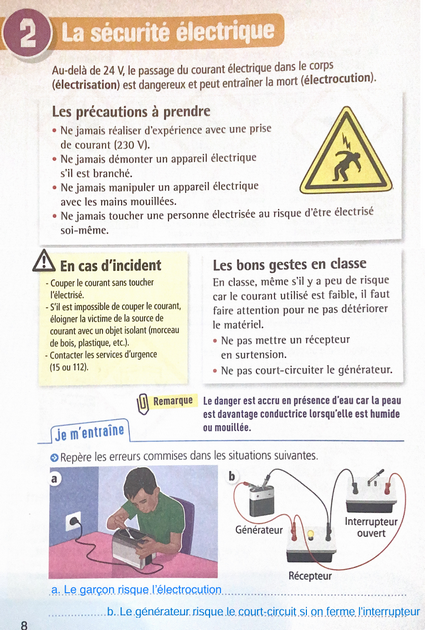 2 La sécurité électrique
Au-delà de 24 V, le passage du courant électrique dans le corps
(électrisation) est dangereux et peut entraîner la mort (électrocution).
Les précautions à prendre
• Ne jamais réaliser d'expérience avec une prise
de courant (230 V).
• Ne jamais démonter un appareil électrique
s'il est branché.
• Ne jamais manipuler un appareil électrique
avec les mains mouillées.
• Ne jamais toucher une personne électrisée au risque d'être électrisé
soi-même.
En cas d'incident
- Couper le courant sans toucher
l'électrisé.
- S'il est impossible de couper le courant,
éloigner la victime de la source de
courant avec un objet isolant (morceau
de bois, plastique, etc.).
- Contacter les services d'urgence
(15 ou 112).
Les bons gestes en classe
En classe, même s'il y a peu de risque
car le courant utilisé est faible, il faut
faire attention pour ne pas détériorer
le matériel.
• Ne pas mettre un récepteur
en surtension.
• Ne pas court-circuiter le générateur.
Remarque Le danger est accru en présence d'eau car la peau
est davantage conductrice lorsqu'elle est humide
ou mouillée.
Je m'entraîne
Repère les erreurs commises dans les situations suivantes.
a
b
Générateur
Interrupteur
ouvert
Récepteur
a. Le garçon risque l'électrocution
b. Le générateur risque le court-circuit si on ferme l'interrupteur
8